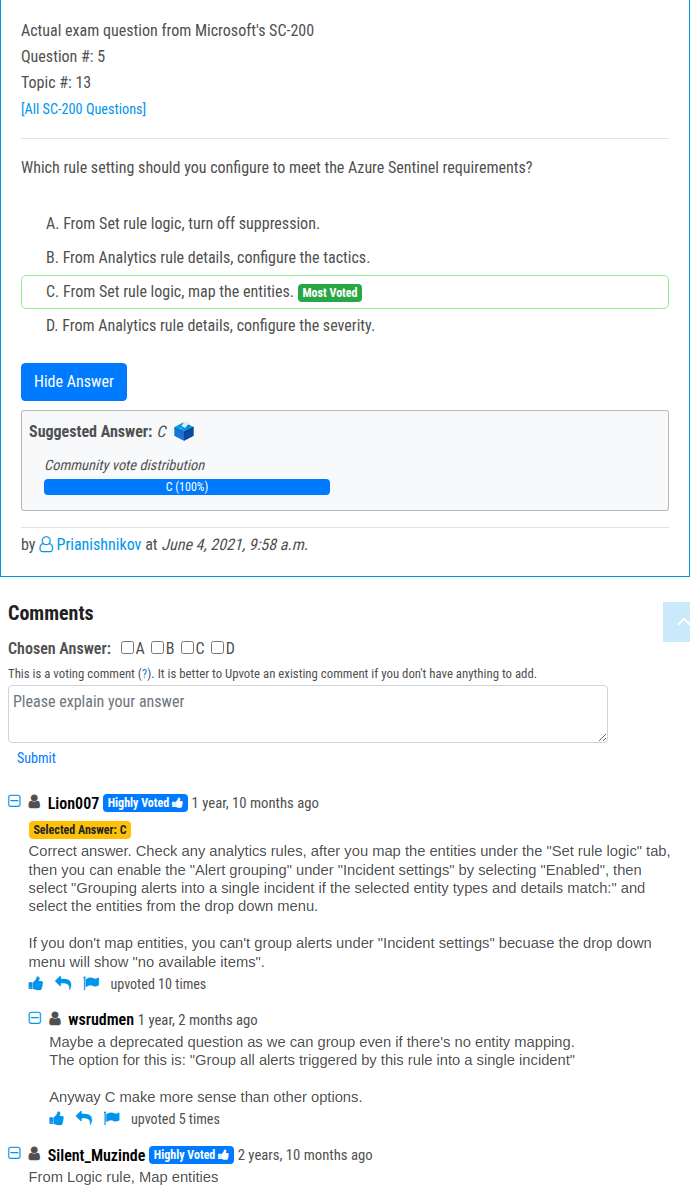 Actual exam question from Microsoft's SC-200
Question #: 5
Topic #: 13
[All SC-200 Questions]
Which rule setting should you configure to meet the Azure Sentinel requirements?
A. From Set rule logic, turn off suppression.
B. From Analytics rule details, configure the tactics.
C. From Set rule logic, map the entities. Most Voted
D. From Analytics rule details, configure the severity.
Hide Answer
Suggested Answer: C
Community vote distribution
C (100%)
by Prianishnikov at June 4, 2021, 9:58 a.m.
Comments
Chosen Answer: A B C D
This is a voting comment (?). It is better to Upvote an existing comment if you don't have anything to add.
Please explain your answer
Submit
Lion007 Highly Voted 1 year, 10 months ago
Selected Answer: C
Correct answer. Check any analytics rules, after you map the entities under the "Set rule logic" tab,
then you can enable the "Alert grouping" under "Incident settings" by selecting "Enabled", then
select "Grouping alerts into a single incident if the selected entity types and details match:" and
select the entities from the drop down menu.
If you don't map entities, you can't group alerts under "Incident settings" becuase the drop down
menu will show "no available items".
upvoted 10 times
wsrudmen 1 year, 2 months ago
Maybe a deprecated question as we can group even if there's no entity mapping.
The option for this is: "Group all alerts triggered by this rule into a single incident"
Anyway C make more sense than other options.
upvoted 5 times
Silent_Muzinde Highly Voted 2 years, 10 months ago
From Logic rule, Map entities